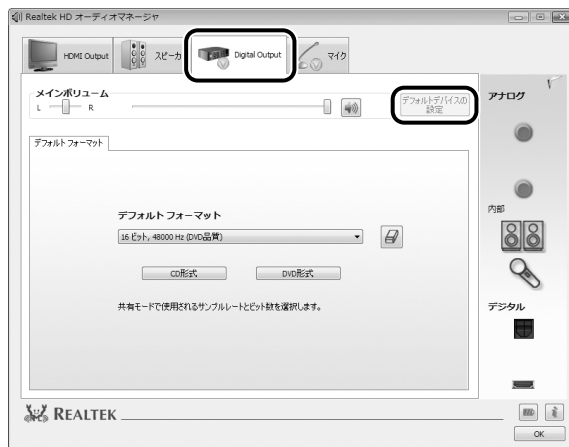 Realtek HD オーディオマネージャ
HDMI Output
スピーカ
Digital Output
マイク
メインボリューム
L
R
デフォルトデバイスの
設定
デフォルト フォーマット
デフォルト フォーマット
16 ビット, 48000 Hz (DVD品質)
CD形式
DVD形式
共有モードで使用されるサンプルレートとビット数を選択します。
アナログ
内部
デジタル
REALTEK
OK